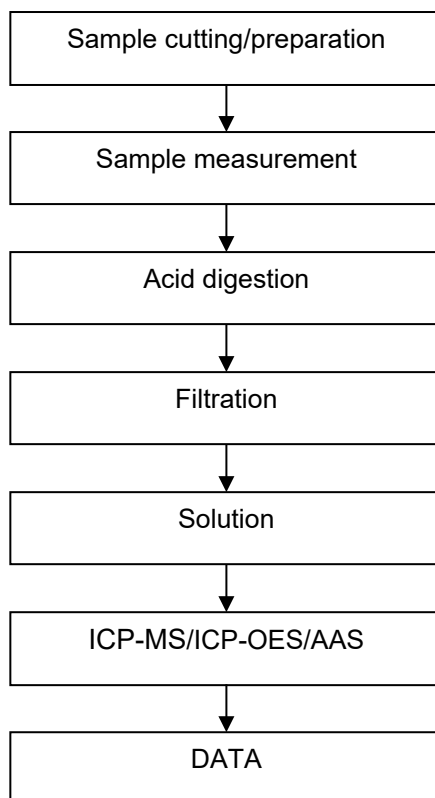 Sample cutting/preparation
Sample measurement
Acid digestion
Filtration
Solution
ICP-MS/ICP-OES/AAS
DATA